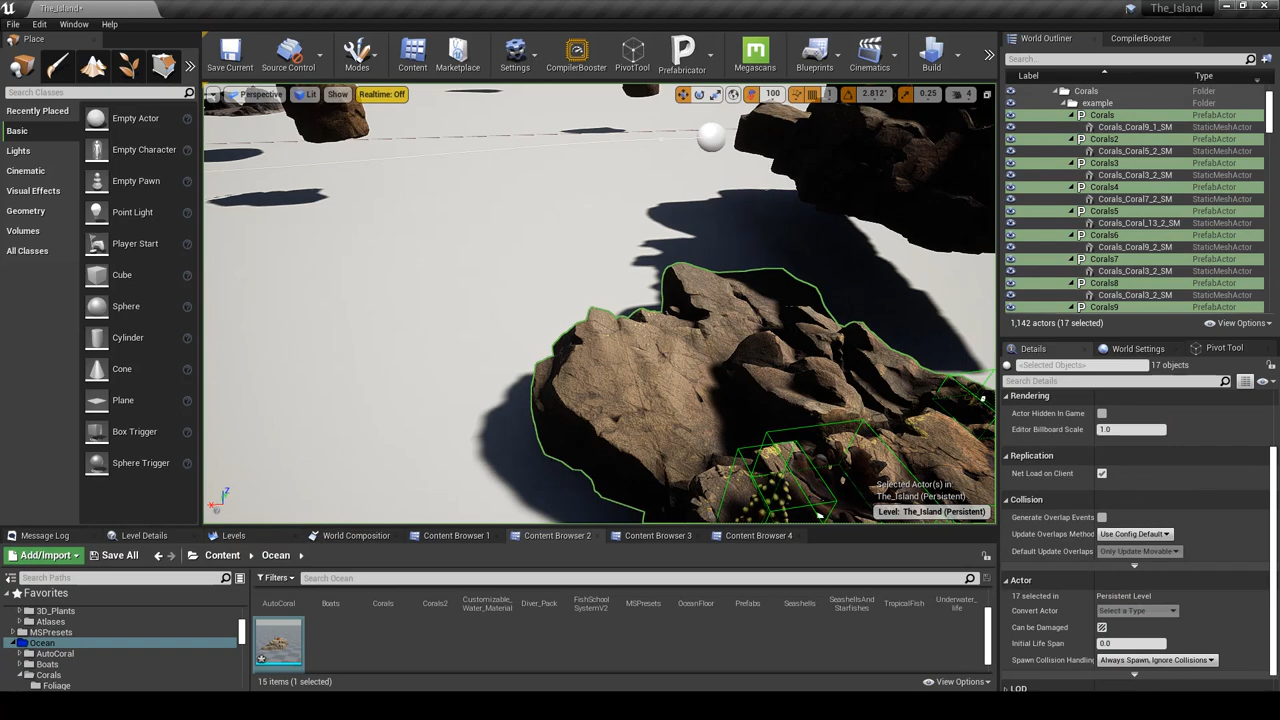 The_Island*
The_Island
File
Edit
Window
Help
Place
Search Classes
Recently Placed
Basic
Lights
Cinematic
Visual Effects
Geometry
Volumes
All Classes
Empty Actor
Empty Character
Empty Pawn
Point Light
Player Start
Cube
Sphere
Cylinder
Cone
Plane
Box Trigger
Sphere Trigger
Save Current
Source Control
Modes
Content
Marketplace
Settings
CompilerBooster
PivotTool
Prefabricator
Megascans
Blueprints
Cinematics
Build
Perspective
Lit
Show
Realtime: Off
100
1
2.812°
0.25
4
Selected Actor(s) in
The_Island (Persistent)
Level: The_Island (Persistent)
World Outliner
CompilerBooster
Search...
Label
Type
Corals
Folder
example
Folder
Corals
PrefabActor
Corals_Coral9_1_SM
StaticMeshActor
Corals2
PrefabActor
Corals_Coral5_2_SM
StaticMeshActor
Corals3
PrefabActor
Corals_Coral3_2_SM
StaticMeshActor
Corals4
PrefabActor
Corals_Coral7_2_SM
StaticMeshActor
Corals5
PrefabActor
Corals_Coral_13_2_SM
StaticMeshActor
Corals6
PrefabActor
Corals_Coral9_2_SM
StaticMeshActor
Corals7
PrefabActor
Corals_Coral3_2_SM
StaticMeshActor
Corals8
PrefabActor
Corals_Coral3_2_SM
StaticMeshActor
Corals9
PrefabActor
1,142 actors (17 selected)
View Options
Details
World Settings
Pivot Tool
<Selected Objects>
17 objects
Search Details
Rendering
Actor Hidden In Game
Editor Billboard Scale
1.0
Replication
Net Load on Client
Collision
Generate Overlap Events
Update Overlaps Method
Use Config Default
Default Update Overlaps
Only Update Movable
Actor
17 selected in
Persistent Level
Convert Actor
Select a Type
Can be Damaged
Initial Life Span
0.0
Spawn Collision Handling
Always Spawn, Ignore Collisions
LOD
Message Log
Level Details
Levels
World Compositior
Content Browser 1
Content Browser 2
Content Browser 3
Content Browser 4
Add/Import
Save All
Content
Ocean
Search Paths
Favorites
3D_Plants
Atlases
MSPresets
Ocean
AutoCoral
Boats
Corals
Foliage
Filters
Search Ocean
AutoCoral
Boats
Corals
Corals2
Customizable_
Water_Material
Diver_Pack
FishSchool
SystemV2
MSPresets
OceanFloor
Prefabs
Seashells
SeashellsAnd
Starfishes
TropicalFish
Underwater_
life
15 items (1 selected)
View Options